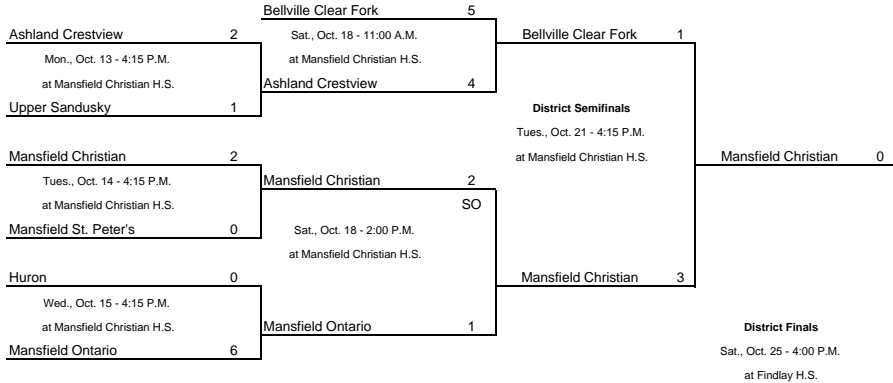 Bellville Clear Fork 5
Ashland Crestview 2
Sat., Oct. 18 - 11:00 A.M.
Bellville Clear Fork 1
Mon., Oct. 13 - 4:15 P.M.
at Mansfield Christian H.S.
at Mansfield Christian H.S.
Ashland Crestview 4
Upper Sandusky 1
District Semifinals
Tues., Oct. 21 - 4:15 P.M.
Mansfield Christian 2
at Mansfield Christian H.S.
Mansfield Christian 0
Tues., Oct. 14 - 4:15 P.M.
Mansfield Christian 2
at Mansfield Christian H.S.
SO
Mansfield St. Peter's 0
Sat., Oct. 18 - 2:00 P.M.
at Mansfield Christian H.S.
Huron 0
Mansfield Christian 3
Wed., Oct. 15 - 4:15 P.M.
at Mansfield Christian H.S.
Mansfield Ontario 1
District Finals
Mansfield Ontario 6
Sat., Oct. 25 - 4:00 P.M.
at Findlay H.S.